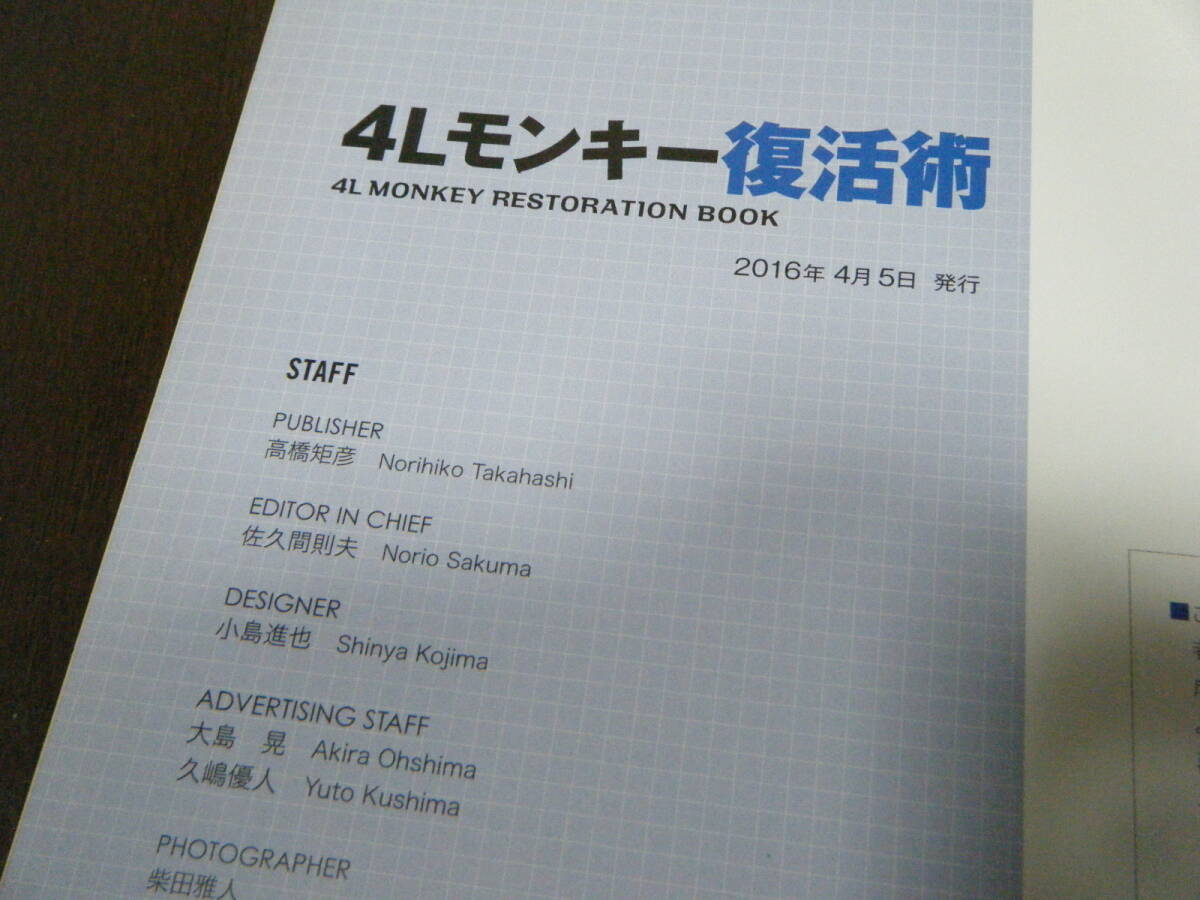 4Lモンキー復活術
4L MONKEY RESTORATION BOOK
2016年 4月5日 発行
STAFF
PUBLISHER
高橋矩彦 Norihiko Takahashi
EDITOR IN CHIEF
佐久間則夫 Norio Sakuma
DESIGNER
小島進也 Shinya Kojima
ADVERTISING STAFF
大島 晃 Akira Ohshima
久嶋優人 Yuto Kushima
PHOTOGRAPHER
柴田雅人